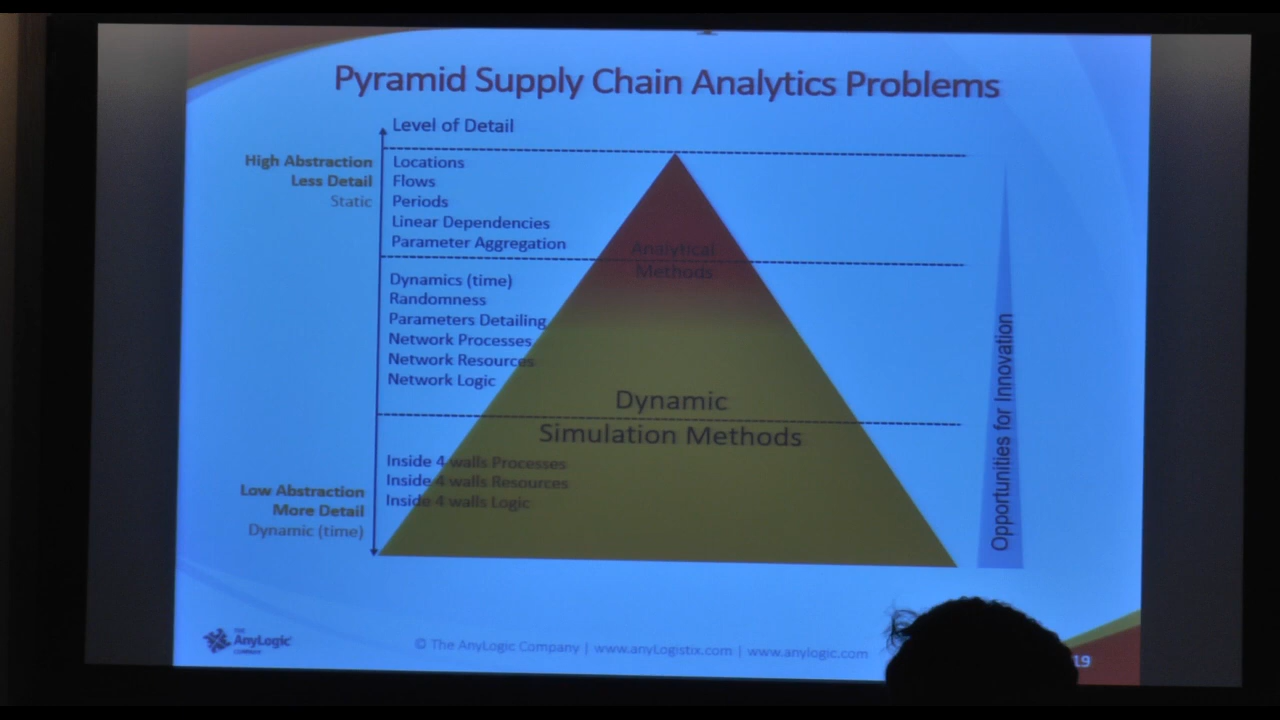 Pyramid Supply Chain Analytics Problems
Level of Detail
High Abstraction
Less Detail
Static
Locations
Flows
Periods
Linear Dependencies
Parameter Aggregation
Analytical
Methods
Dynamics (time)
Randomness
Parameters Detailing
Network Processes
Network Resources
Network Logic
Dynamic
Simulation Methods
Inside 4 walls Processes
Inside 4 walls Resources
Inside 4 walls Logic
Low Abstraction
More Detail
Dynamic (time)
Opportunities for Innovation
THE
AnyLogic
COMPANY
© The AnyLogic Company | www.anyLogistix.com | www.anylogic.com
19